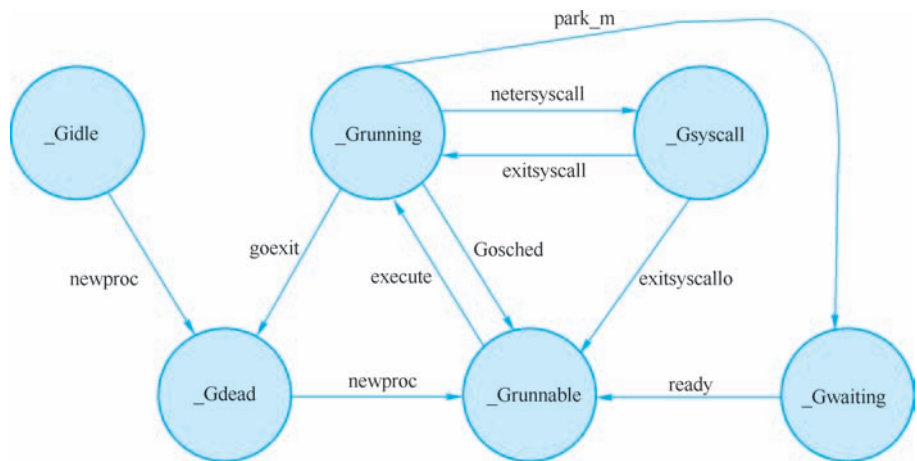 park_m
netersyscall
_Gidle
_Grunning
_Gsyscall
exitsyscall
goexit
Gosched
newproc
execute
exitsyscallo
newproc
ready
_Gdead
_Grunnable
_Gwaiting